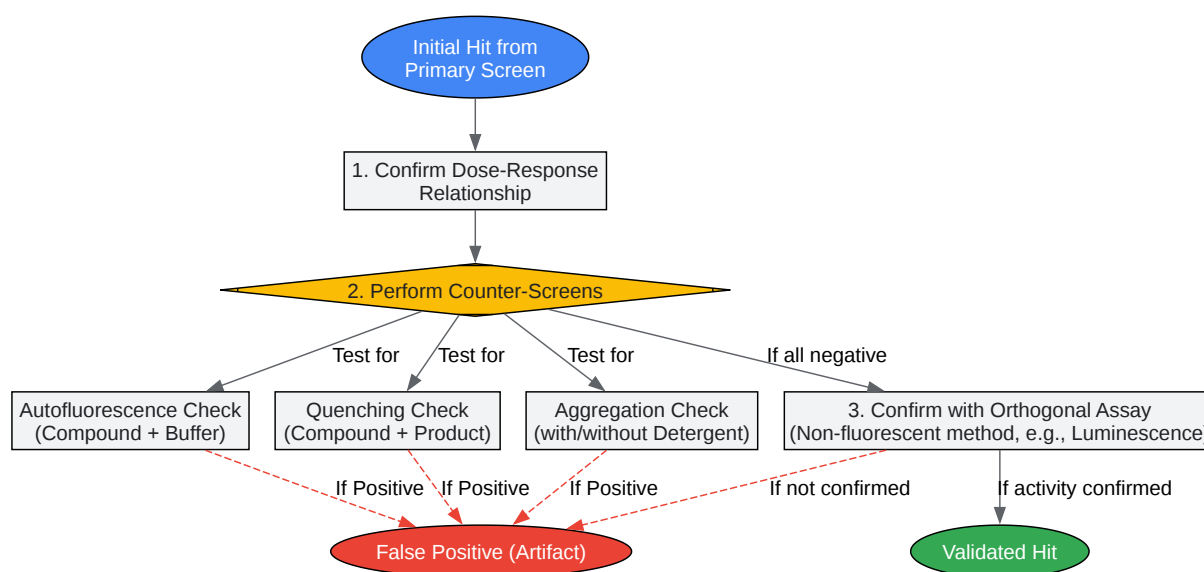 Initial Hit from
Primary Screen
1. Confirm Dose-Response
Relationship
2. Perform Counter-Screens
Test for
Test for
Test for
If all negative
Autofluorescence Check
(Compound + Buffer)
Quenching Check
(Compound + Product)
Aggregation Check
(with/without Detergent)
3. Confirm with Orthogonal Assay
(Non-fluorescent method, e.g., Luminescence)
If Positive
If Positive
If Positive
If not confirmed
If activity confirmed
False Positive (Artifact)
Validated Hit